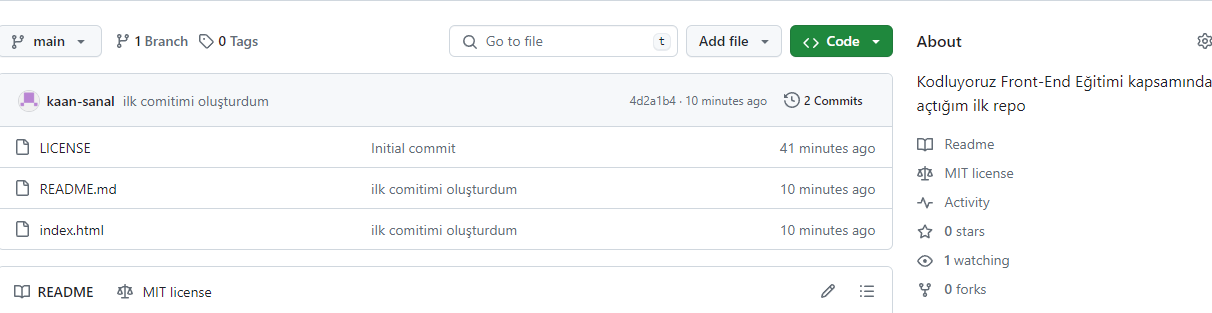 main 1 Branch 0 Tags Go to file t Add file Code
About
kaan-sanal ilk comitimi oluşturdum 4d2a1b4 · 10 minutes ago 2 Commits
LICENSE Initial commit 41 minutes ago
README.md ilk comitimi oluşturdum 10 minutes ago
index.html ilk comitimi oluşturdum 10 minutes ago
README MIT license
Kodluyoruz Front-End Eğitimi kapsamında
açtığım ilk repo
Readme
MIT license
Activity
0 stars
1 watching
0 forks